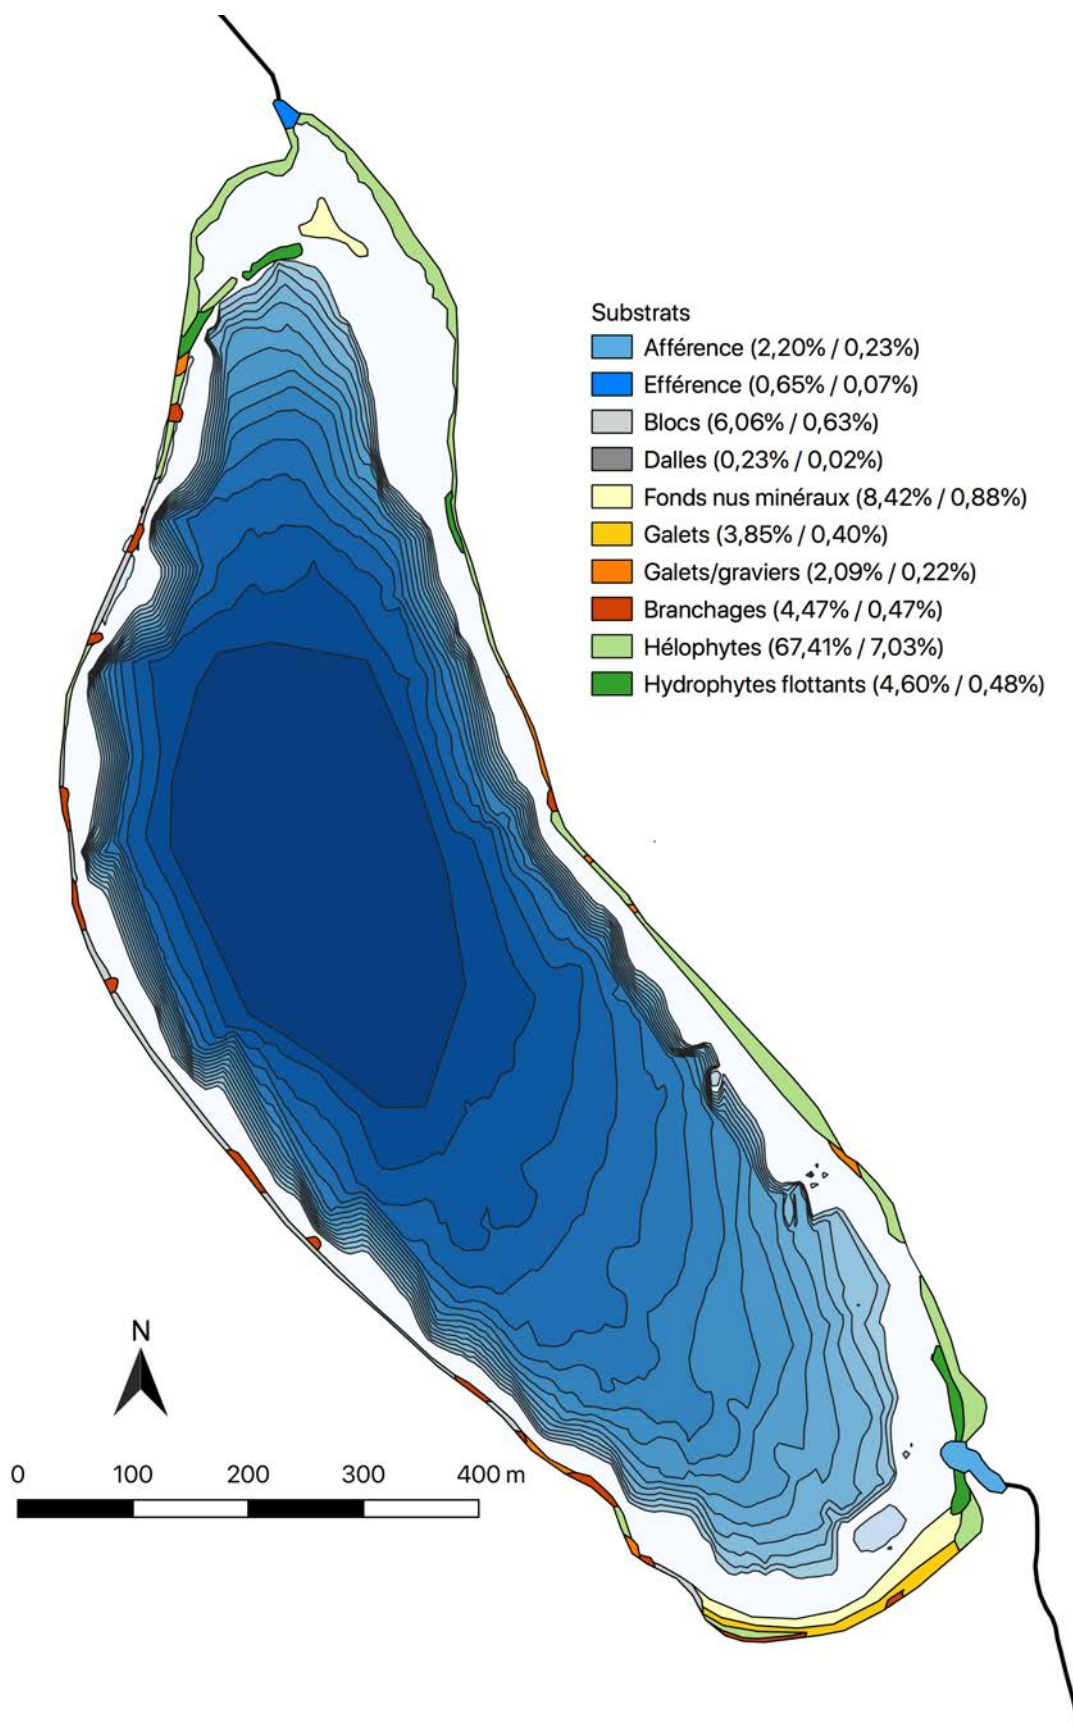 Substrats
Afférence (2,20% / 0,23%)
Efférence (0,65% / 0,07%)
Blocs (6,06% / 0,63%)
Dalles (0,23% / 0,02%)
Fonds nus minéraux (8,42% / 0,88%)
Galets (3,85% / 0,40%)
Galets/graviers (2,09% / 0,22%)
Branchages (4,47% / 0,47%)
Hélophytes (67,41% / 7,03%)
Hydrophytes flottants (4,60% / 0,48%)
N
0 100 200 300 400 m